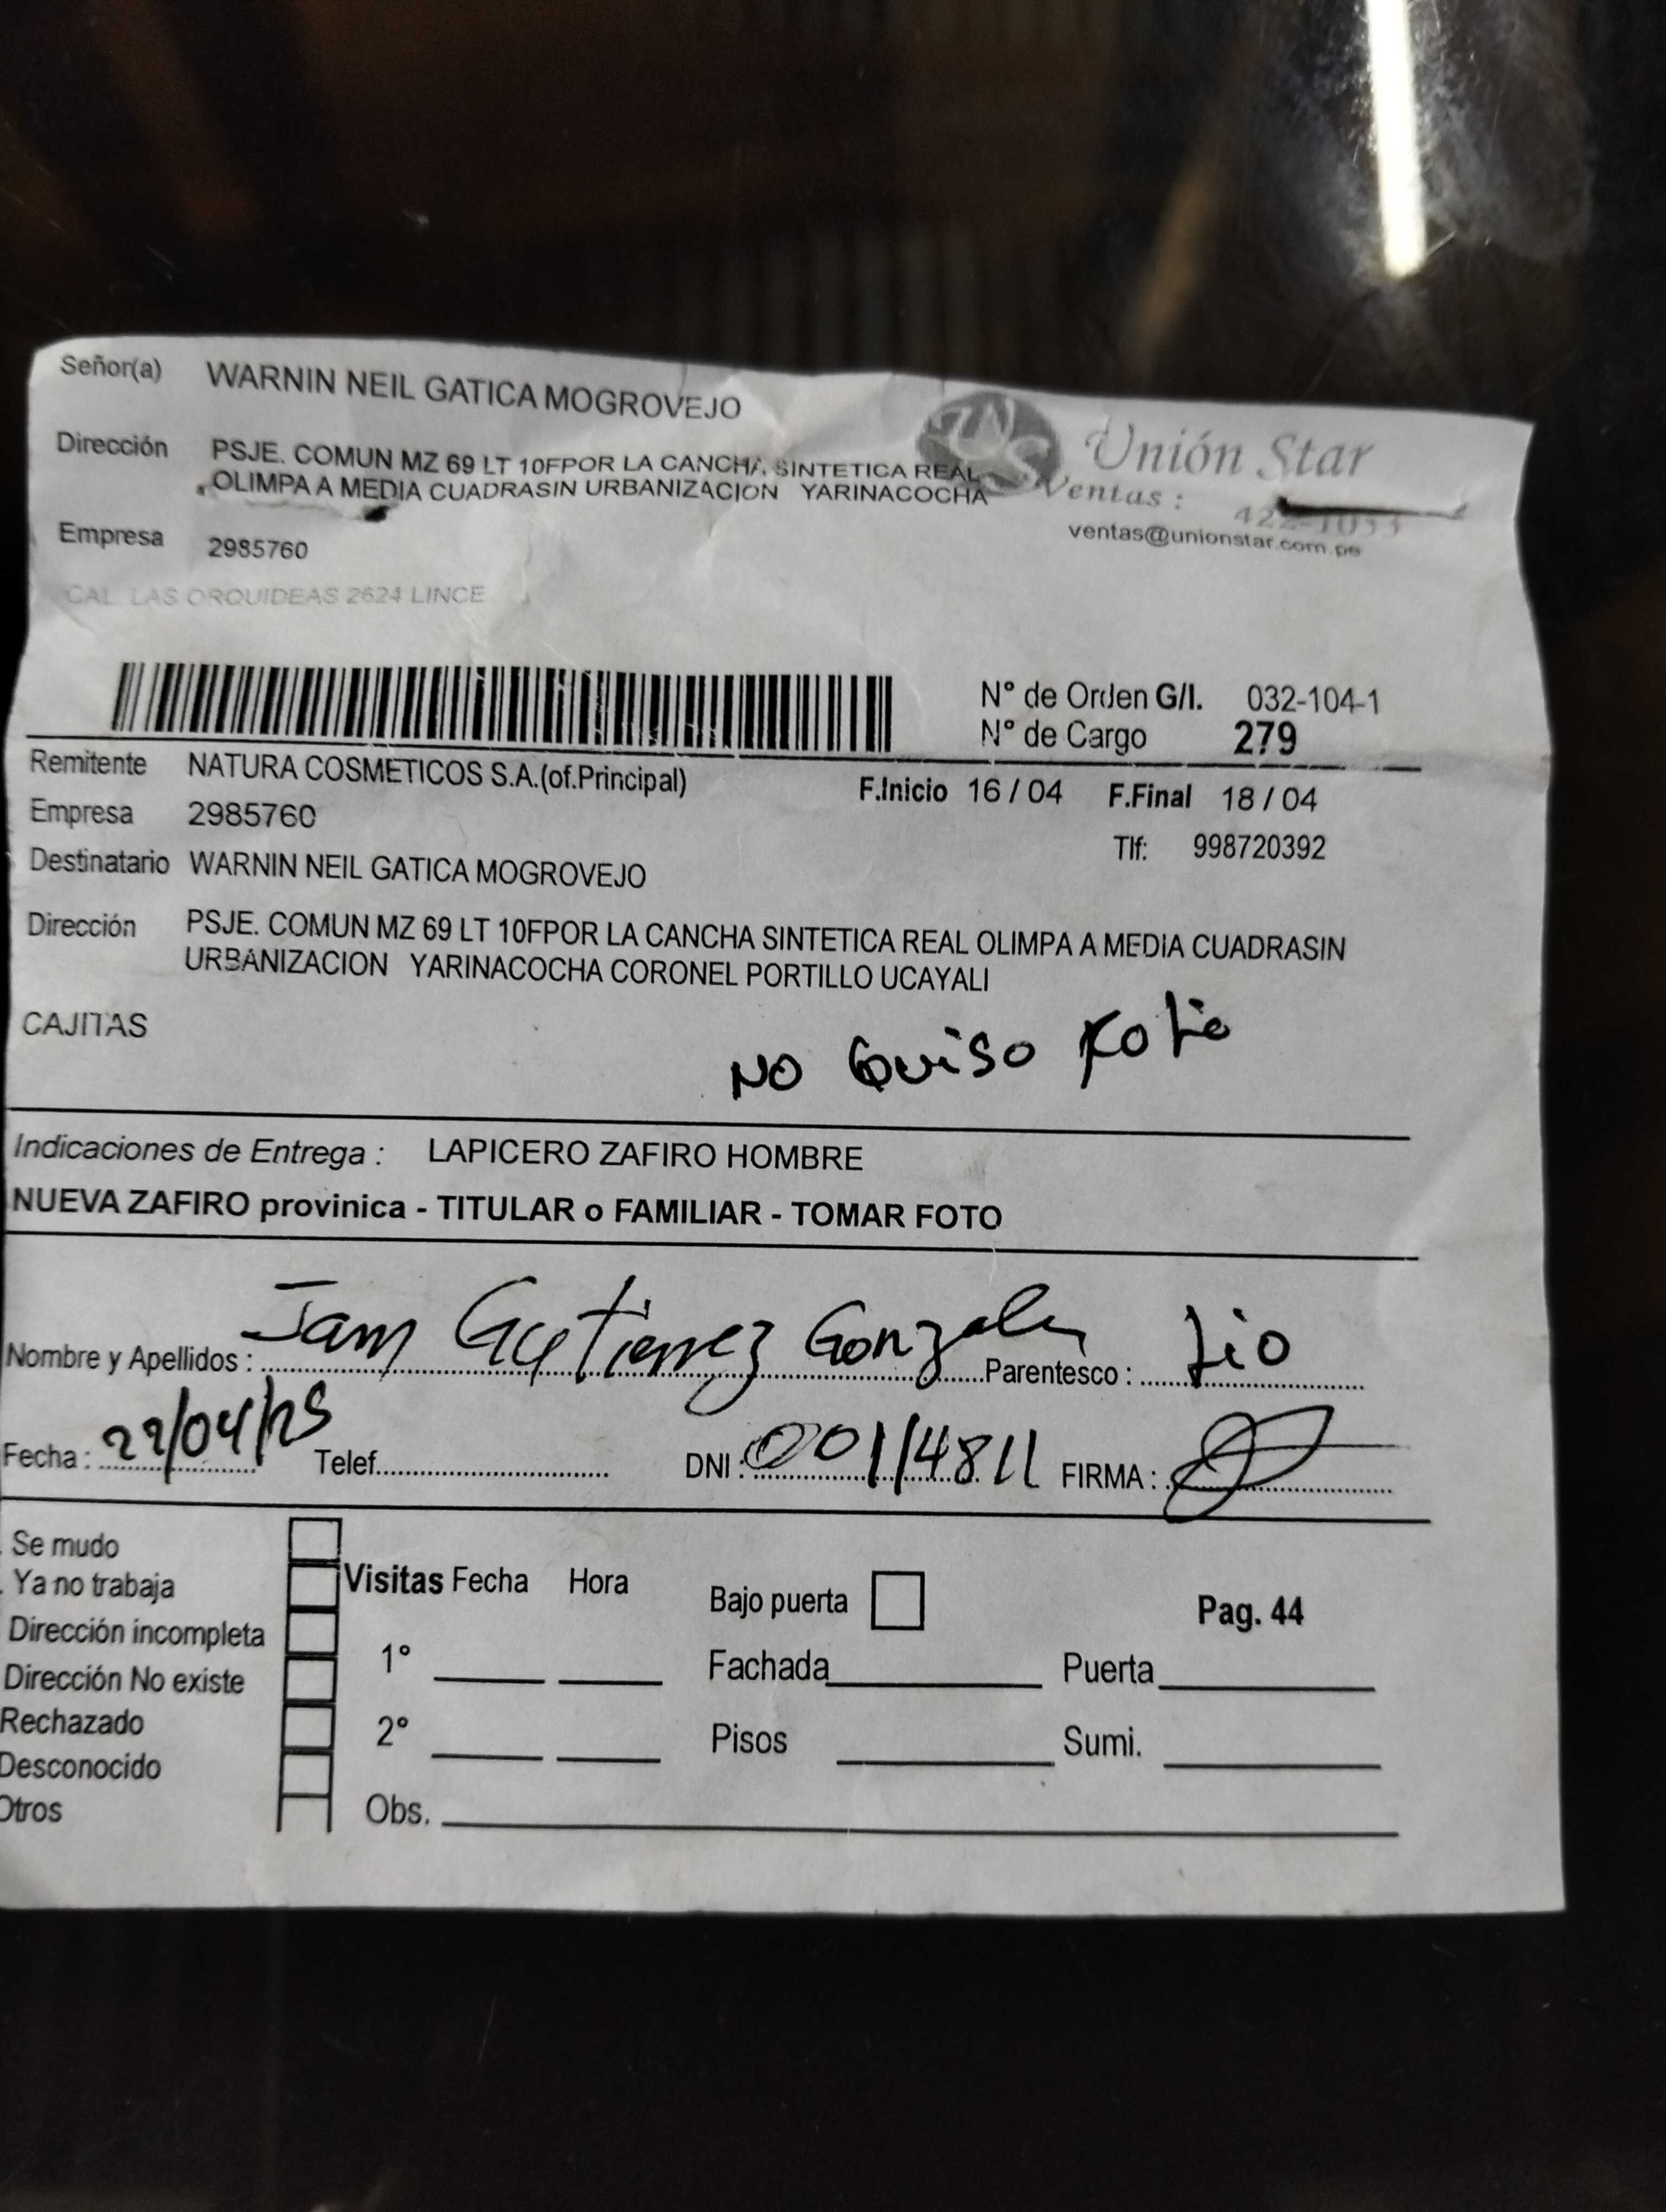 Señor(a) WARNIN NEIL GATICA MOGROVEJO
Dirección PSJE. COMUN MZ 69 LT 10FPOR LA CANCHA SINTETICA REAL
OLIMPA A MEDIA CUADRASIN URBANIZACION YARINACOCHA
Unión Star
Ventas : 422-1033
ventas@unionstar.com.pe
Empresa 2985760
CAL. LAS ORQUIDEAS 2624 LINCE
N° de Orden G/I. 032-104-1
N° de Cargo 279
Remitente NATURA COSMETICOS S.A.(of.Principal) F.Inicio 16 / 04 F.Final 18 / 04
Empresa 2985760 Tlf: 998720392
Destinatario WARNIN NEIL GATICA MOGROVEJO
Dirección PSJE. COMUN MZ 69 LT 10FPOR LA CANCHA SINTETICA REAL OLIMPA A MEDIA CUADRASIN
URBANIZACION YARINACOCHA CORONEL PORTILLO UCAYALI
CAJITAS
NO Quiso Foto
Indicaciones de Entrega : LAPICERO ZAFIRO HOMBRE
NUEVA ZAFIRO provinica - TITULAR o FAMILIAR - TOMAR FOTO
Nombre y Apellidos : Jam Gutierrez Gonzales Parentesco : tio
Fecha : 22/04/25 Telef. DNI : 00114811 FIRMA :
Se mudo
Ya no trabaja Visitas Fecha Hora Bajo puerta Pag. 44
Dirección incompleta
1° Fachada Puerta
Dirección No existe
Rechazado 2° Pisos Sumi.
Desconocido
Otros Obs.